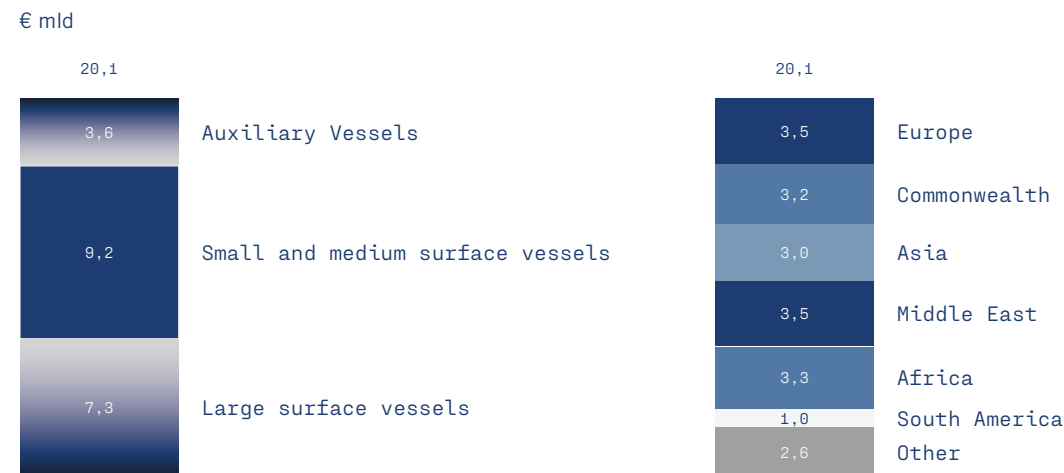 € mld
20,1
3,6 Auxiliary Vessels
9,2 Small and medium surface vessels
7,3 Large surface vessels
20,1
3,5 Europe
3,2 Commonwealth
3,0 Asia
3,5 Middle East
3,3 Africa
1,0 South America
2,6 Other